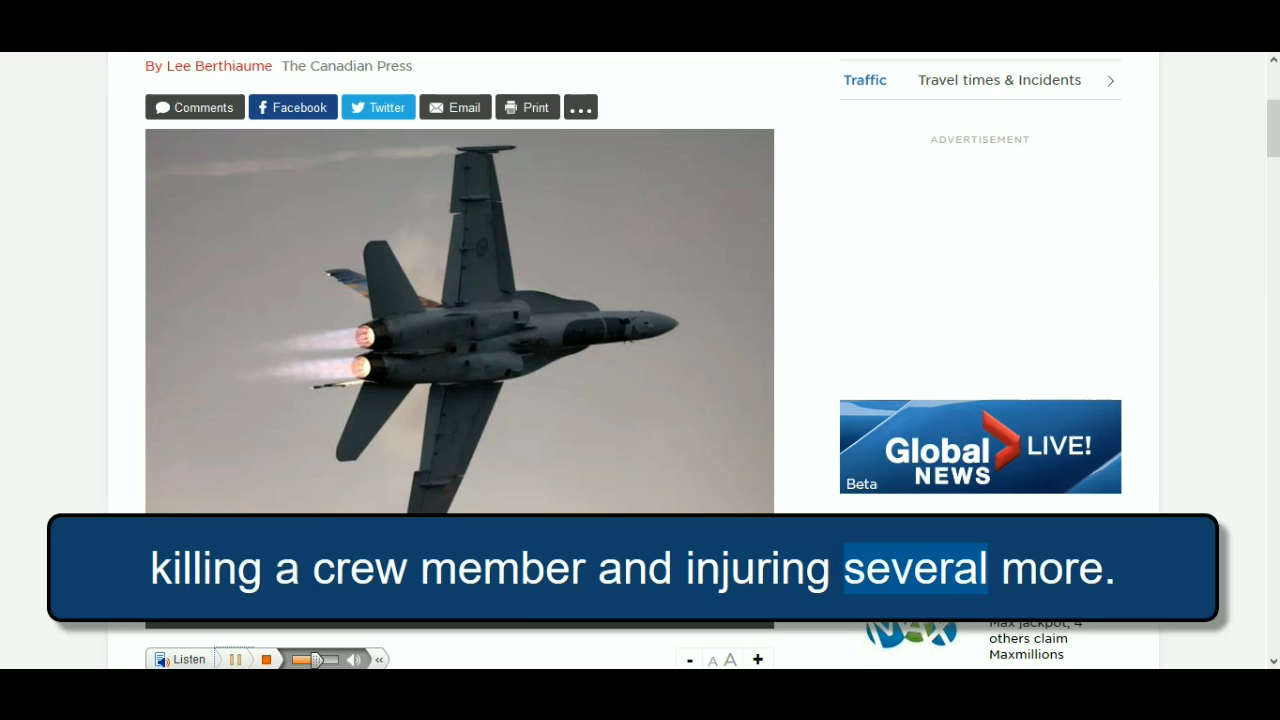 By Lee Berthiaume The Canadian Press
Traffic Travel times & Incidents
Comments Facebook Twitter Email Print ...
ADVERTISEMENT
Global NEWS LIVE!
Beta
killing a crew member and injuring several more.
MAX
Max jackpot, 4
others claim
Maxmillions
Listen
- A A +